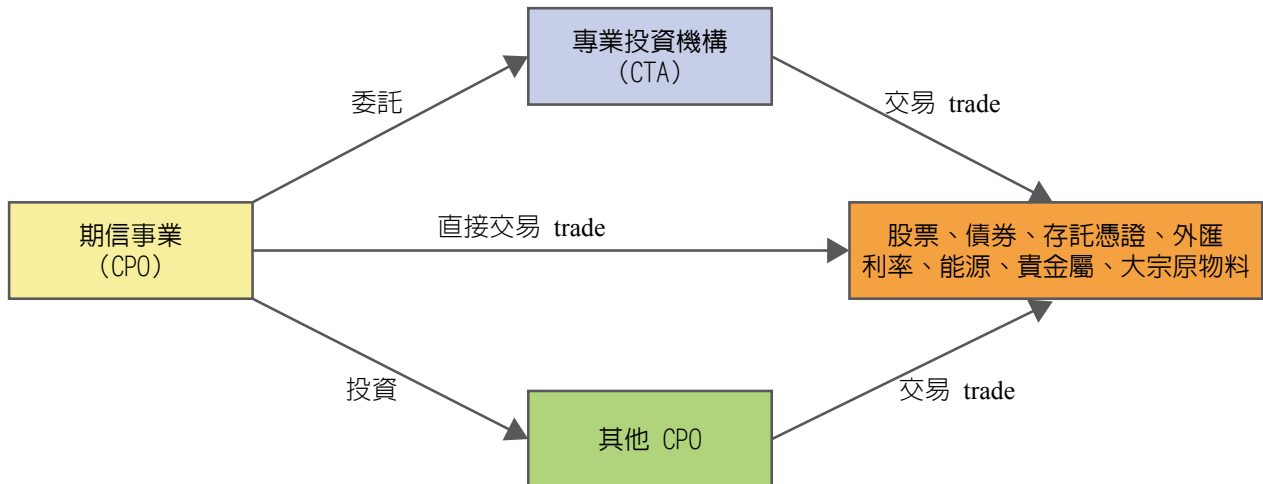 專業投資機構
(CTA)
委託
交易 trade
期信事業
(CPO)
直接交易 trade
股票、債券、存託憑證、外匯
利率、能源、貴金屬、大宗原物料
投資
交易 trade
其他 CPO